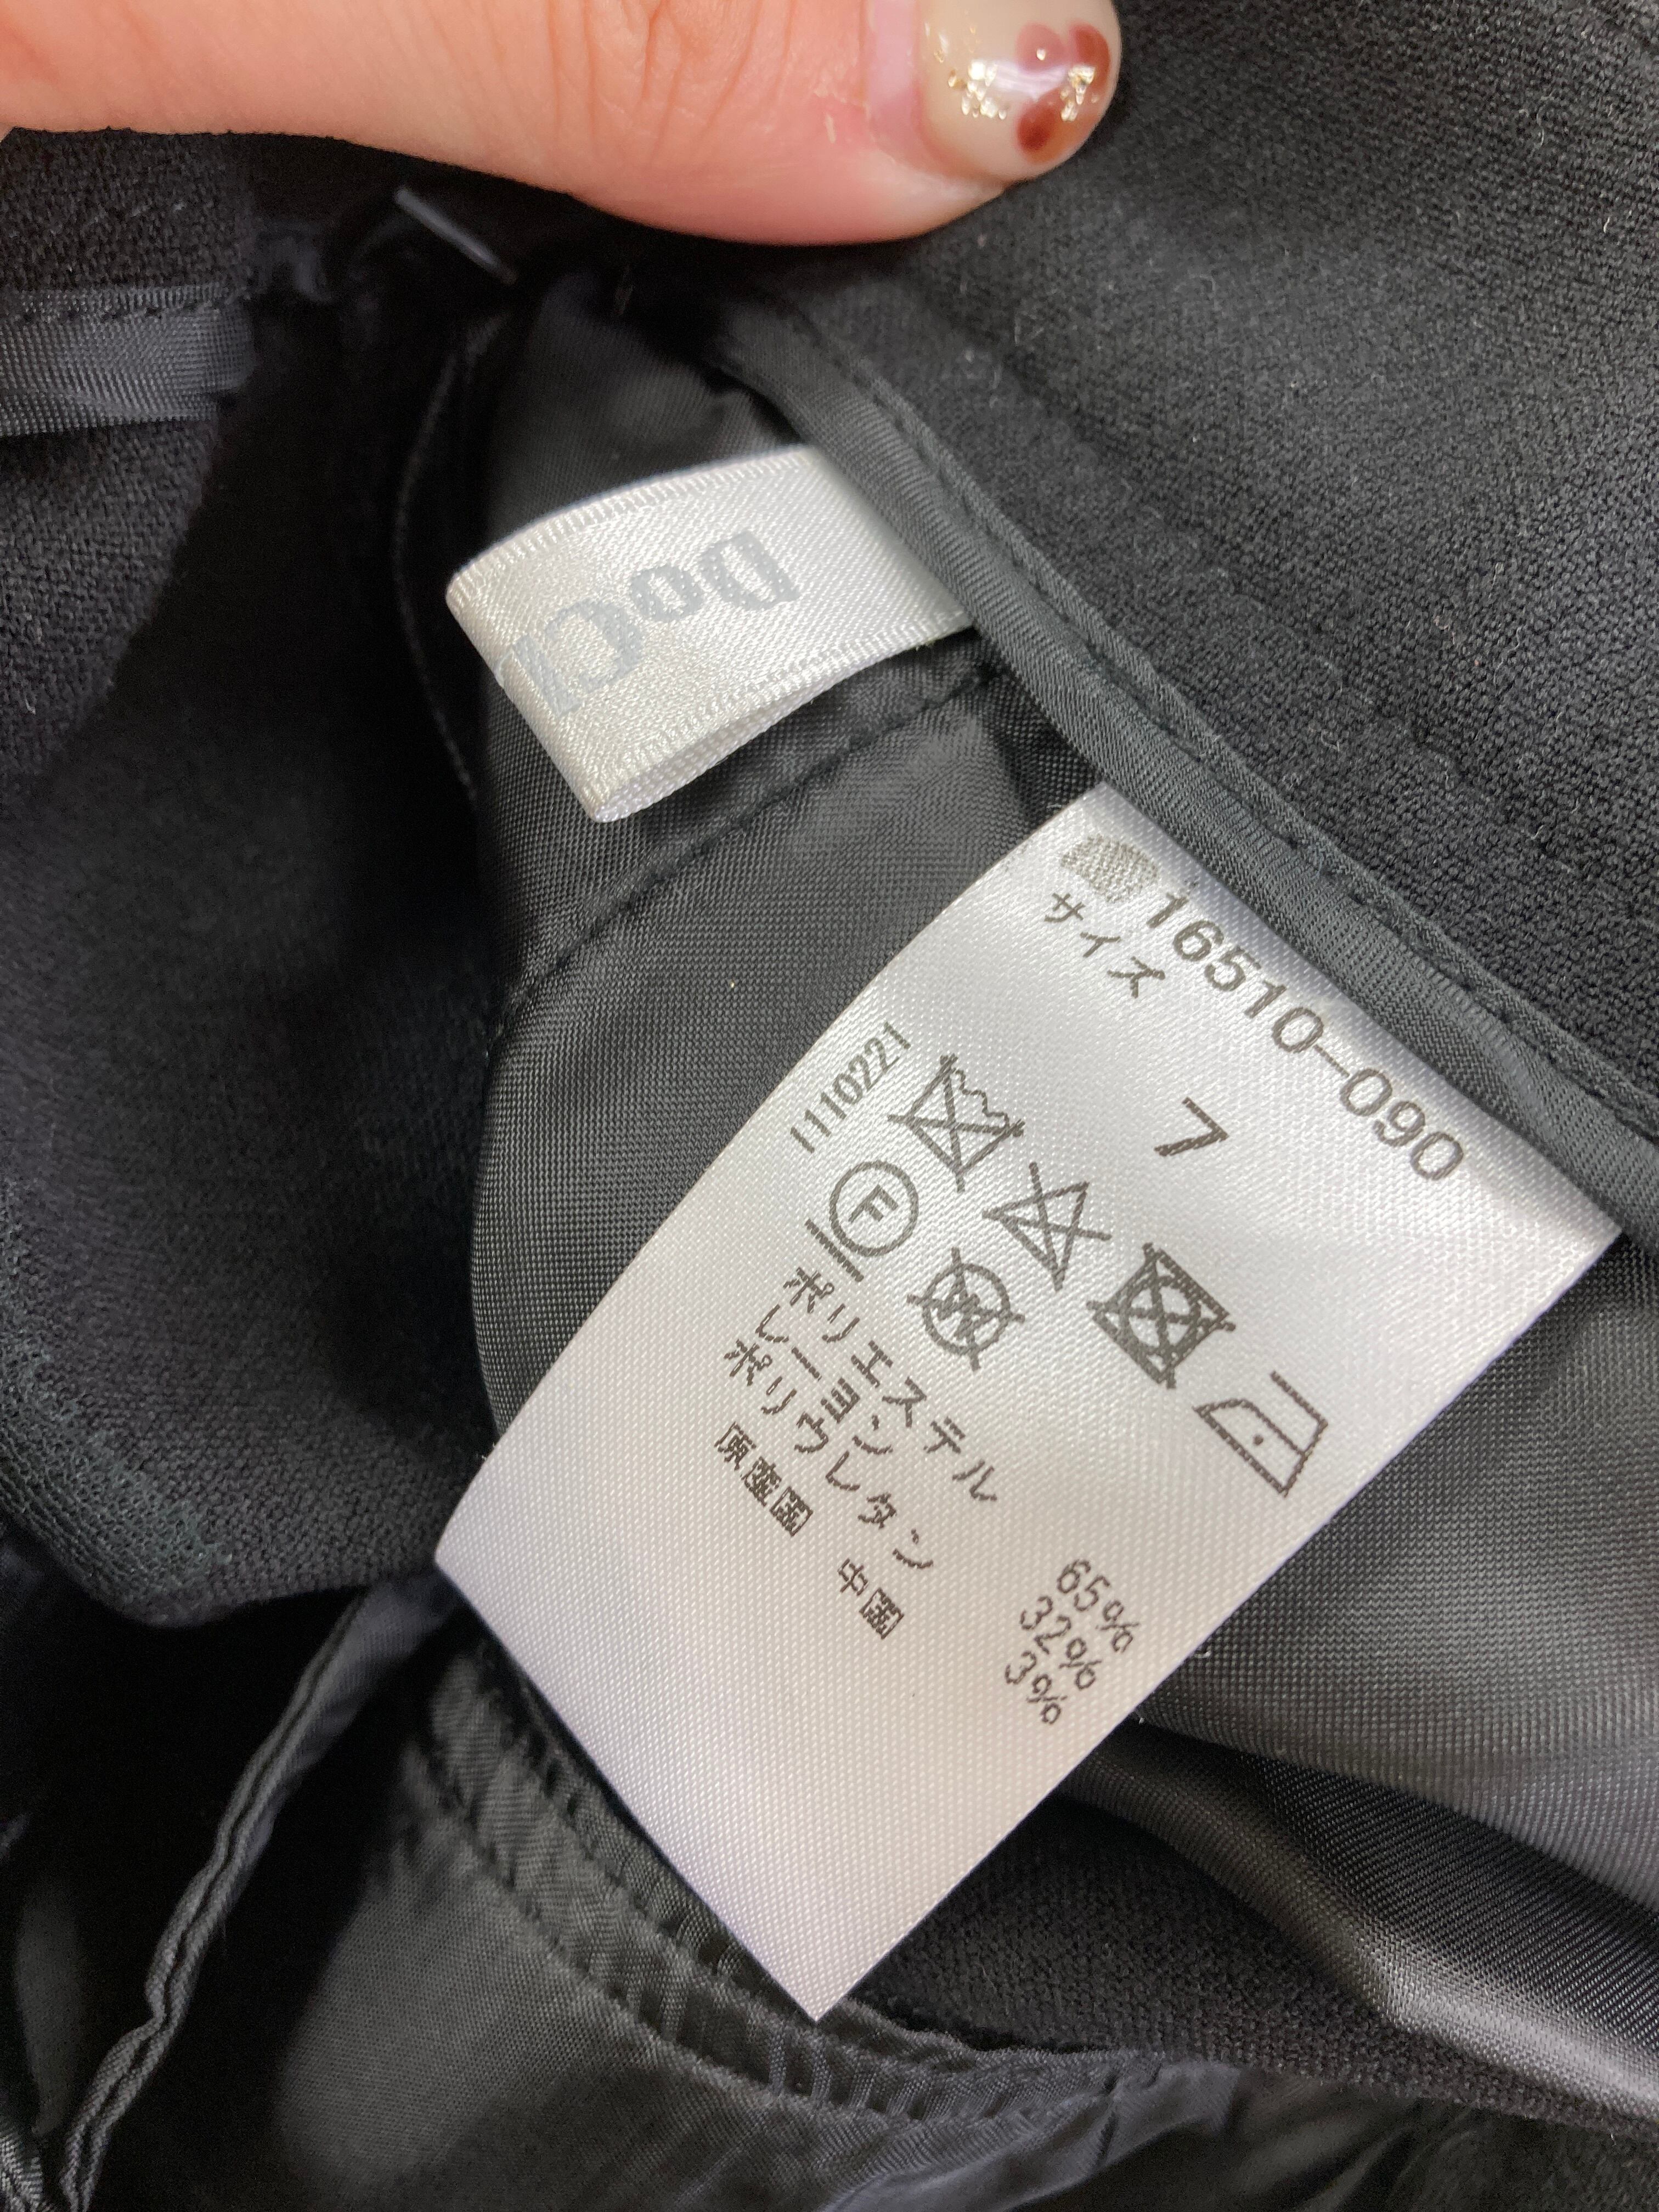 DoCL
16510-090
サイズ 7
1110221
F
W
ポリエステル 65%
レーヨン 32%
ポリウレタン 3%
原産国 中国